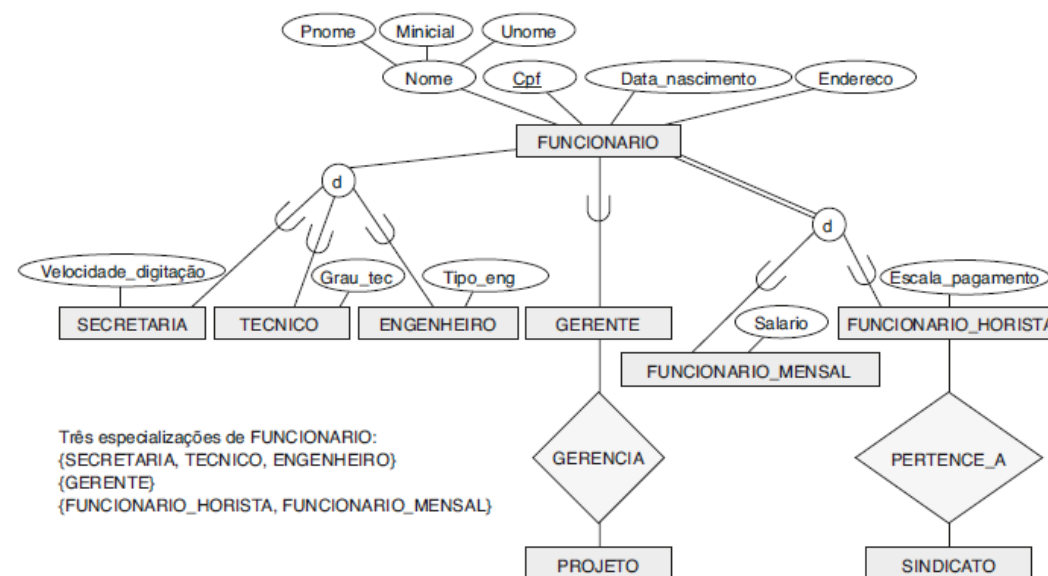 Pnome Minicial Unome
Nome Cpf Data_nascimento Endereco
FUNCIONARIO
d
d
Velocidade_digitação Grau_tec Tipo_eng Escala_pagamento
SECRETARIA TECNICO ENGENHEIRO GERENTE Salario FUNCIONARIO_HORISTA
FUNCIONARIO_MENSAL
Três especializações de FUNCIONARIO:
{SECRETARIA, TECNICO, ENGENHEIRO}
{GERENTE}
{FUNCIONARIO_HORISTA, FUNCIONARIO_MENSAL}
GERENCIA PERTENCE_A
PROJETO SINDICATO